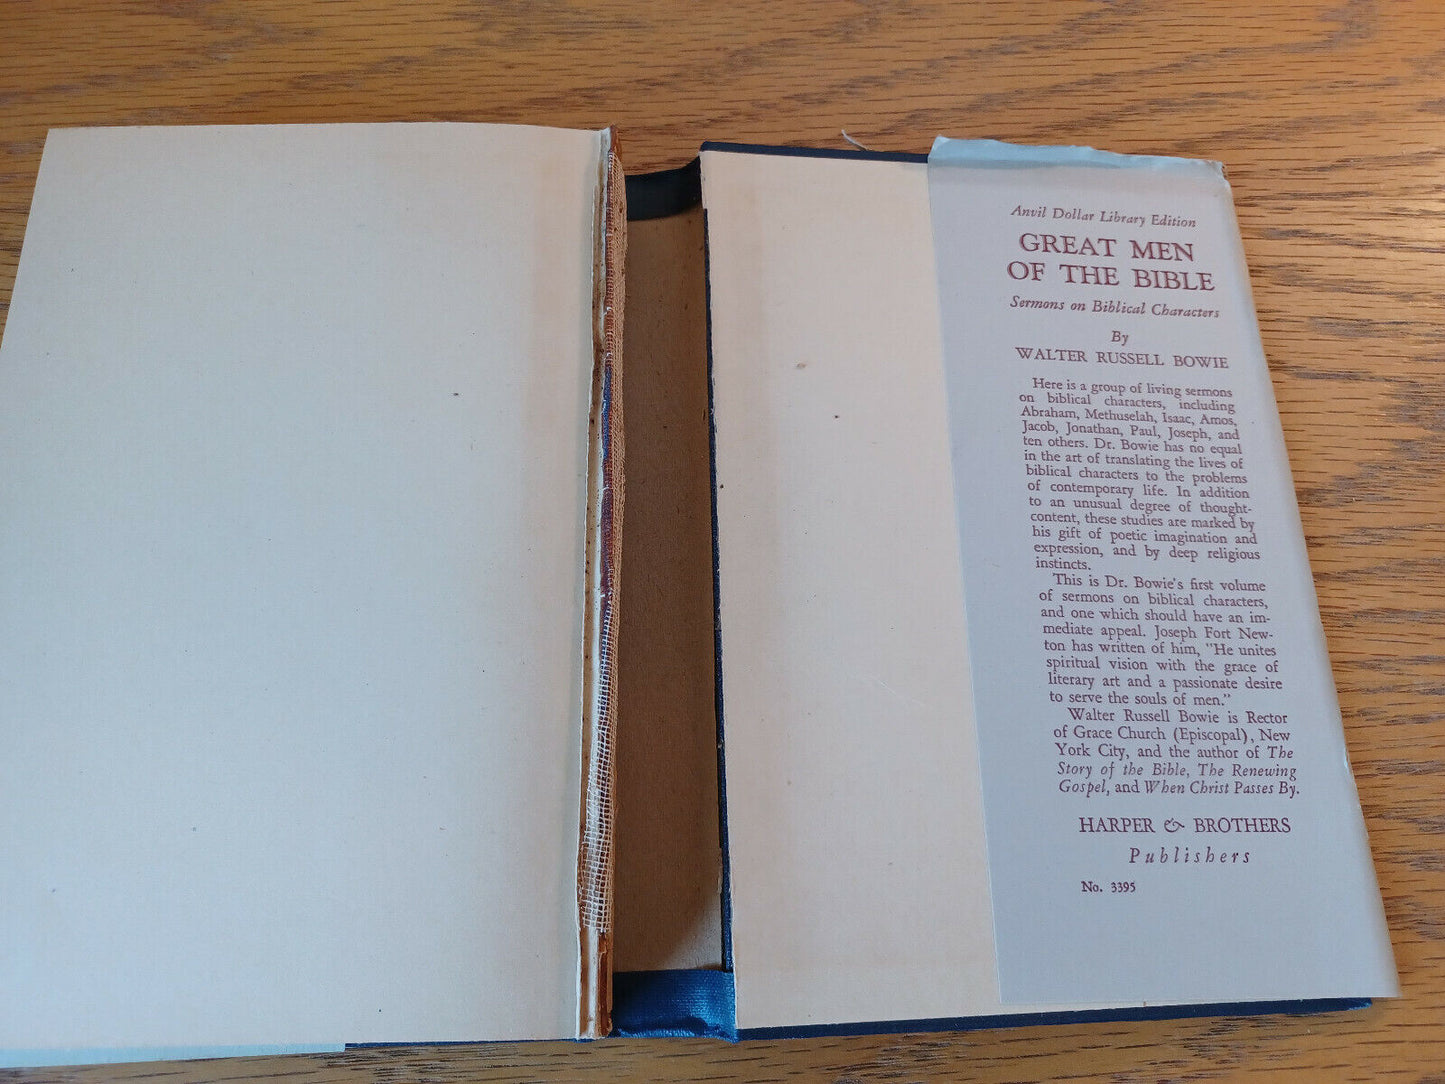 Anvil Dollar Library Edition
GREAT MEN
OF THE BIBLE
Sermons on Biblical Characters
By
WALTER RUSSELL BOWIE
Here is a group of living sermons
on biblical characters, including
Abraham, Methuselah, Isaac, Amos,
Jacob, Jonathan, Paul, Joseph, and
ten others. Dr. Bowie has no equal
in the art of translating the lives of
biblical characters to the problems
of contemporary life. In addition
to an unusual degree of thought-
content, these studies are marked by
his gift of poetic imagination and
expression, and by deep religious
instincts.
This is Dr. Bowie's first volume
of sermons on biblical characters,
and one which should have an im-
mediate appeal. Joseph Fort New-
ton has written of him, "He unites
spiritual vision with the grace of
literary art and a passionate desire
to serve the souls of men."
Walter Russell Bowie is Rector
of Grace Church (Episcopal), New
York City, and the author of The
Story of the Bible, The Renewing
Gospel, and When Christ Passes By.
HARPER & BROTHERS
Publishers
No. 3395